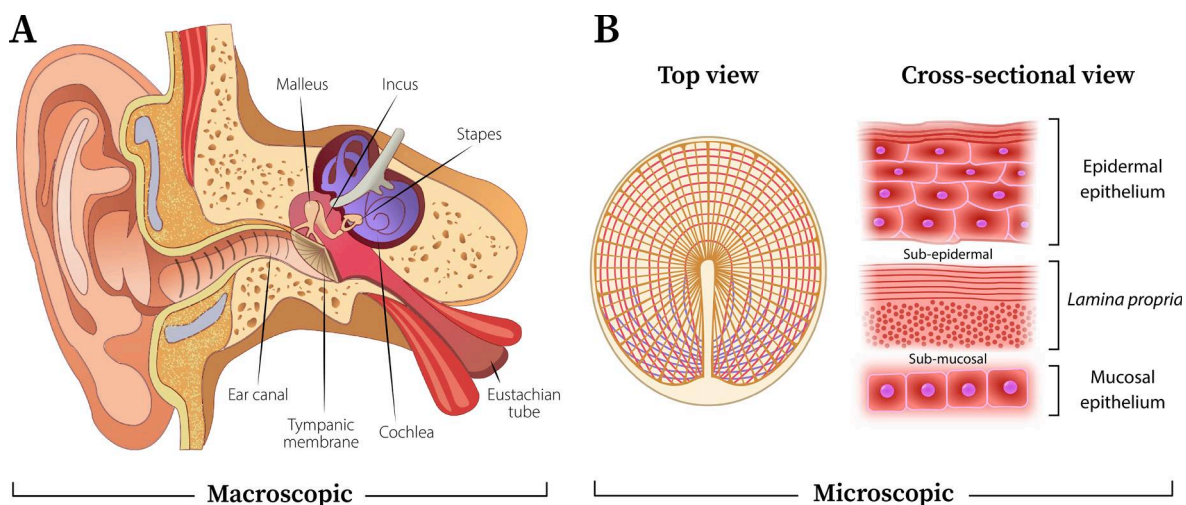 A
Malleus
Incus
Stapes
Ear canal
Tympanic
membrane
Cochlea
Eustachian
tube
Macroscopic
B
Top view
Cross-sectional view
Epidermal
epithelium
Sub-epidermal
Lamina propria
Sub-mucosal
Mucosal
epithelium
Microscopic